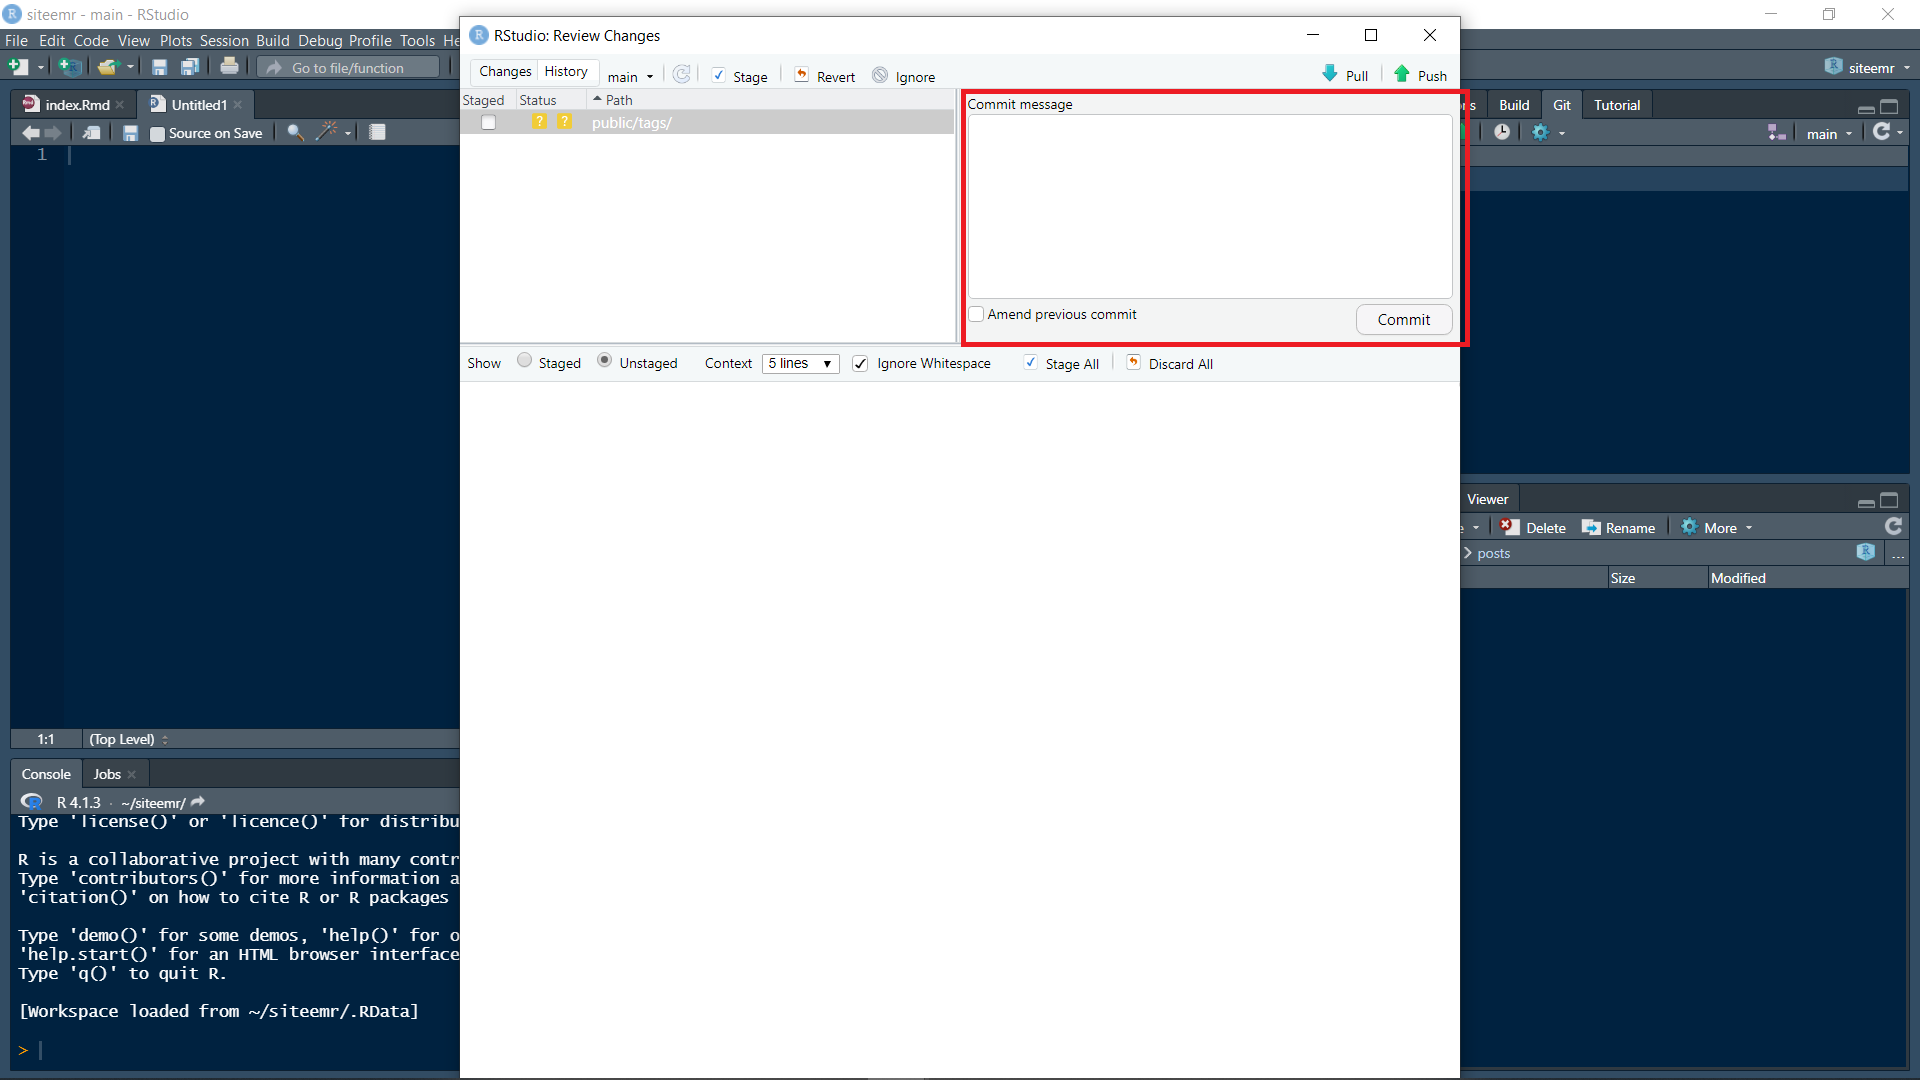 siteemr - main - RStudio
File Edit Code View Plots Session Build Debug Profile Tools He
Go to file/function
siteemr
index.Rmd
Untitled1
Source on Save
1
1:1
(Top Level)
Console Jobs
R 4.1.3 · ~/siteemr/
Type 'license()' or 'licence()' for distribu
R is a collaborative project with many contr
Type 'contributors()' for more information a
'citation()' on how to cite R or R packages
Type 'demo()' for some demos, 'help()' for o
'help.start()' for an HTML browser interface
Type 'q()' to quit R.
[Workspace loaded from ~/siteemr/.RData]
>
RStudio: Review Changes
Changes History main Stage Revert Ignore Pull Push
Staged Status Path
? ? public/tags/
Commit message
Amend previous commit
Commit
Show Staged Unstaged Context 5 lines Ignore Whitespace Stage All Discard All
ns Build Git Tutorial
main
Viewer
e Delete Rename More
posts
...
Size Modified